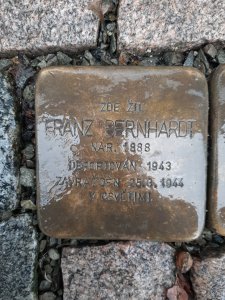 ZDE ŽIL
FRANZ BERNHARDT
NAR. 1888
DEPORTOVÁN 1943
ZAVRAŽDĚN 1944
V OSVĚTIMI